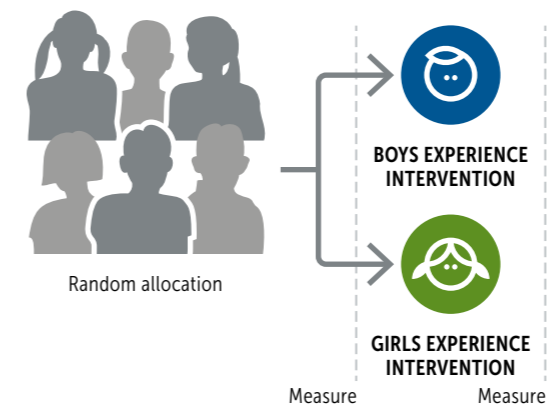 BOYS EXPERIENCE
INTERVENTION
Random allocation
GIRLS EXPERIENCE
INTERVENTION
Measure
Measure